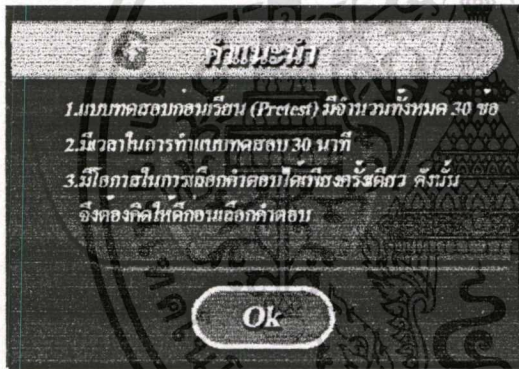 คำแนะนำ
1.แบบทดสอบก่อนเรียน (Pretest) มีจำนวนทั้งหมด 30 ข้อ
2.มีเวลาในการทำแบบทดสอบ 30 นาที
3.มีโอกาสในการเลือกคำตอบได้เพียงครั้งเดียว ดังนั้น
จึงต้องคิดให้ดีก่อนเลือกคำตอบ
Ok